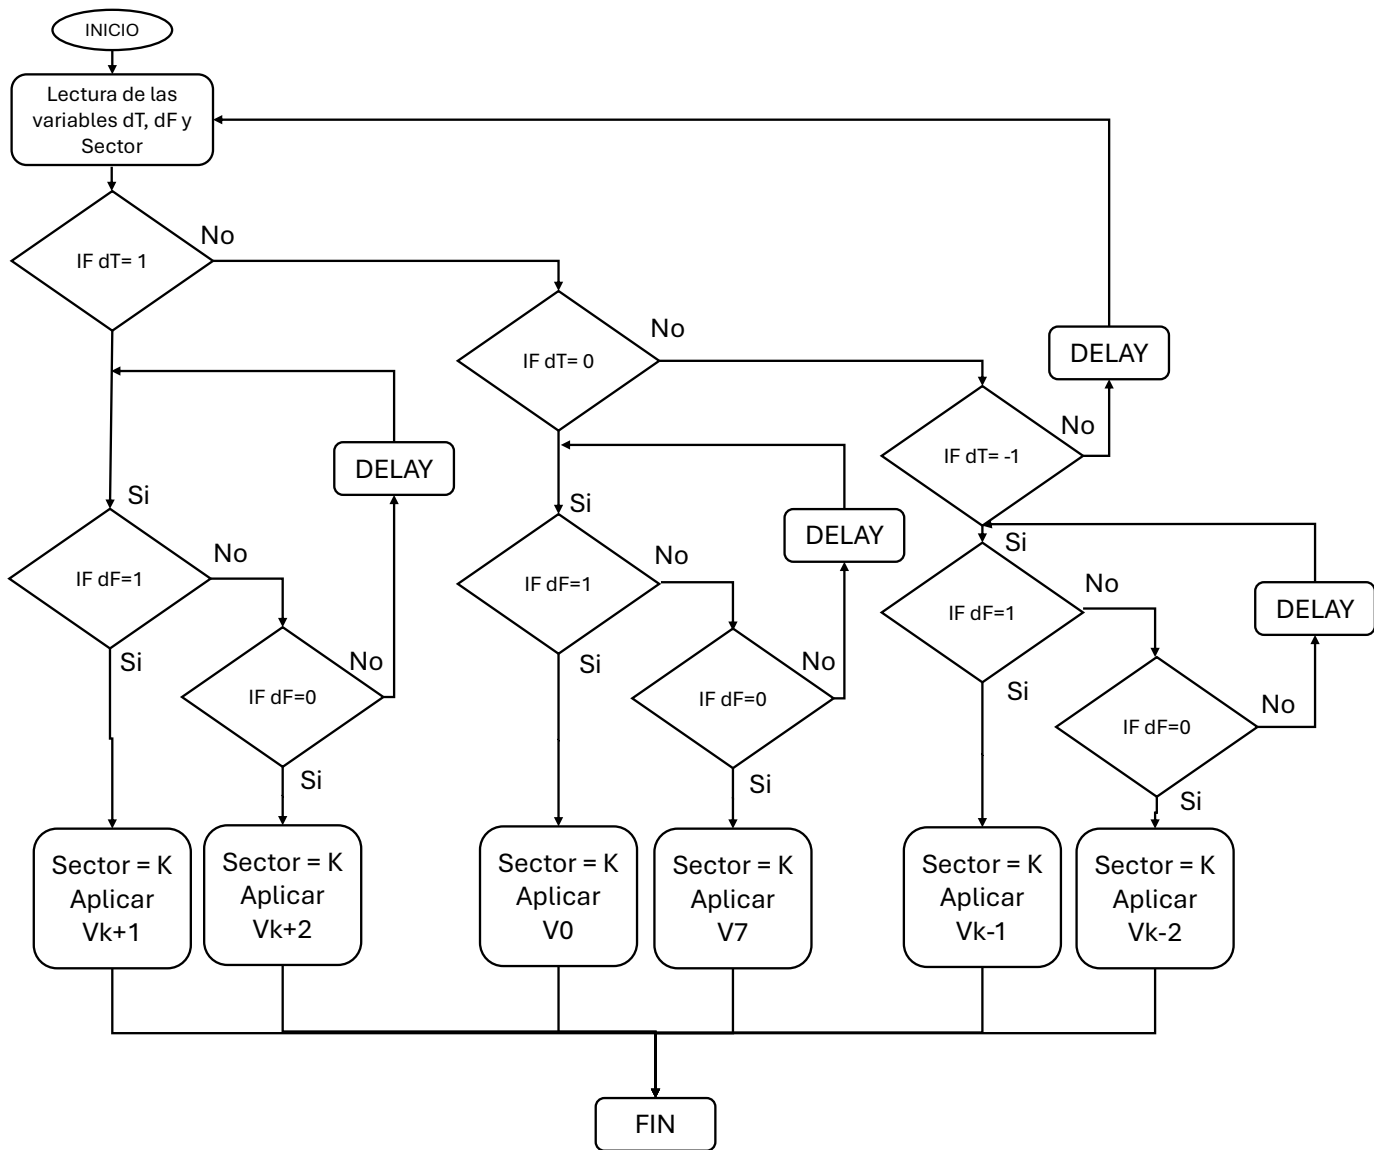 INICIO
Lectura de las
variables dT, dF y
Sector
IF dT= 1
No
IF dT= 0
No
DELAY
IF dT= -1
No
DELAY
Si
IF dF=1
No
Si
IF dF=0
No
Si
DELAY
Si
IF dF=1
No
Si
IF dF=0
No
Si
Si
IF dF=1
No
DELAY
Si
IF dF=0
No
Si
Sector = K
Aplicar
Vk+1
Sector = K
Aplicar
Vk+2
Sector = K
Aplicar
V0
Sector = K
Aplicar
V7
Sector = K
Aplicar
Vk-1
Sector = K
Aplicar
Vk-2
FIN